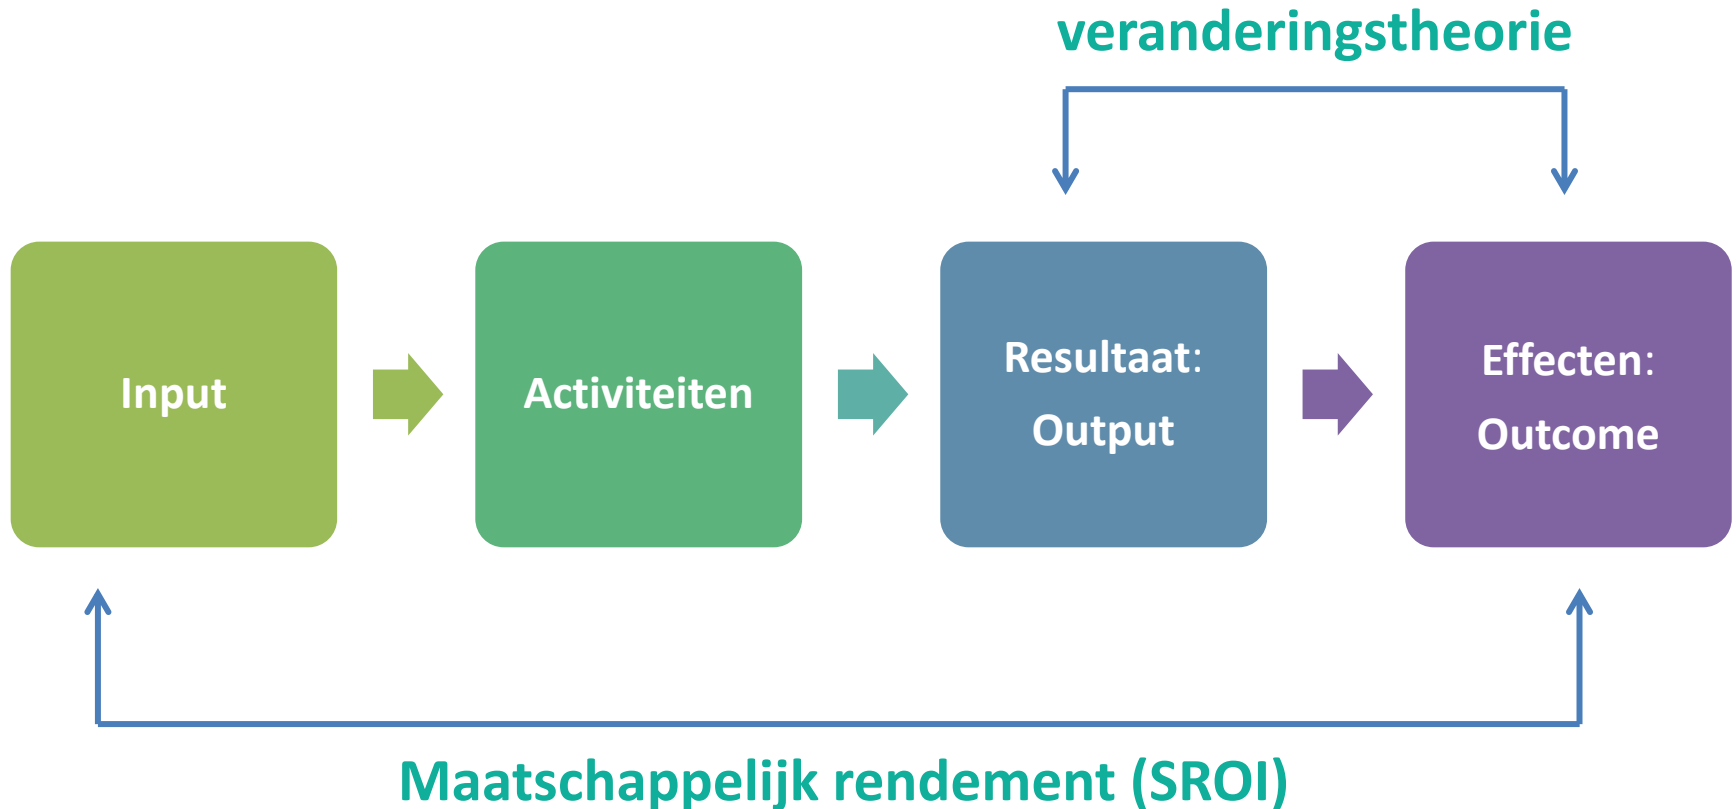 veranderingstheorie
Input
Activiteiten
Resultaat:
Output
Effecten:
Outcome
Maatschappelijk rendement (SROI)